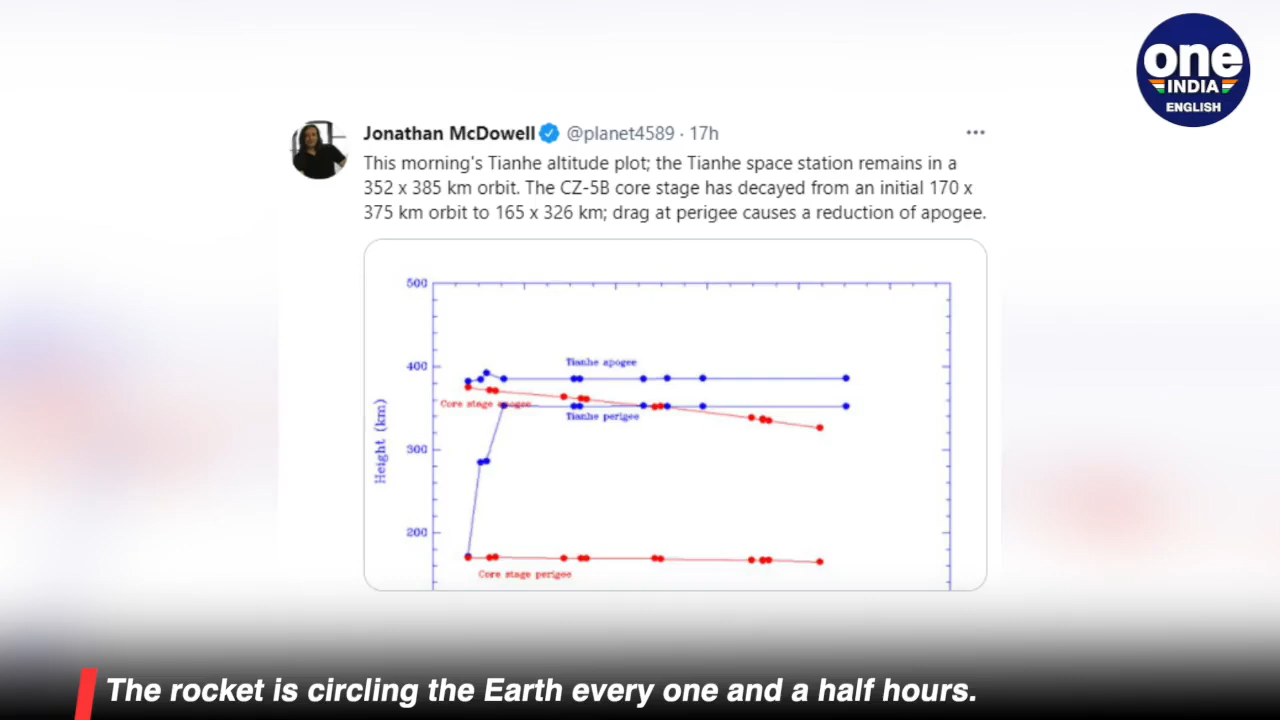 one
INDIA
ENGLISH
Jonathan McDowell @planet4589 · 17h
This morning's Tianhe altitude plot; the Tianhe space station remains in a
352 x 385 km orbit. The CZ-5B core stage has decayed from an initial 170 x
375 km orbit to 165 x 326 km; drag at perigee causes a reduction of apogee.
500
Tianhe apogee
400
Core stage apogee
Tianhe perigee
Height (km)
300
200
Core stage perigee
The rocket is circling the Earth every one and a half hours.